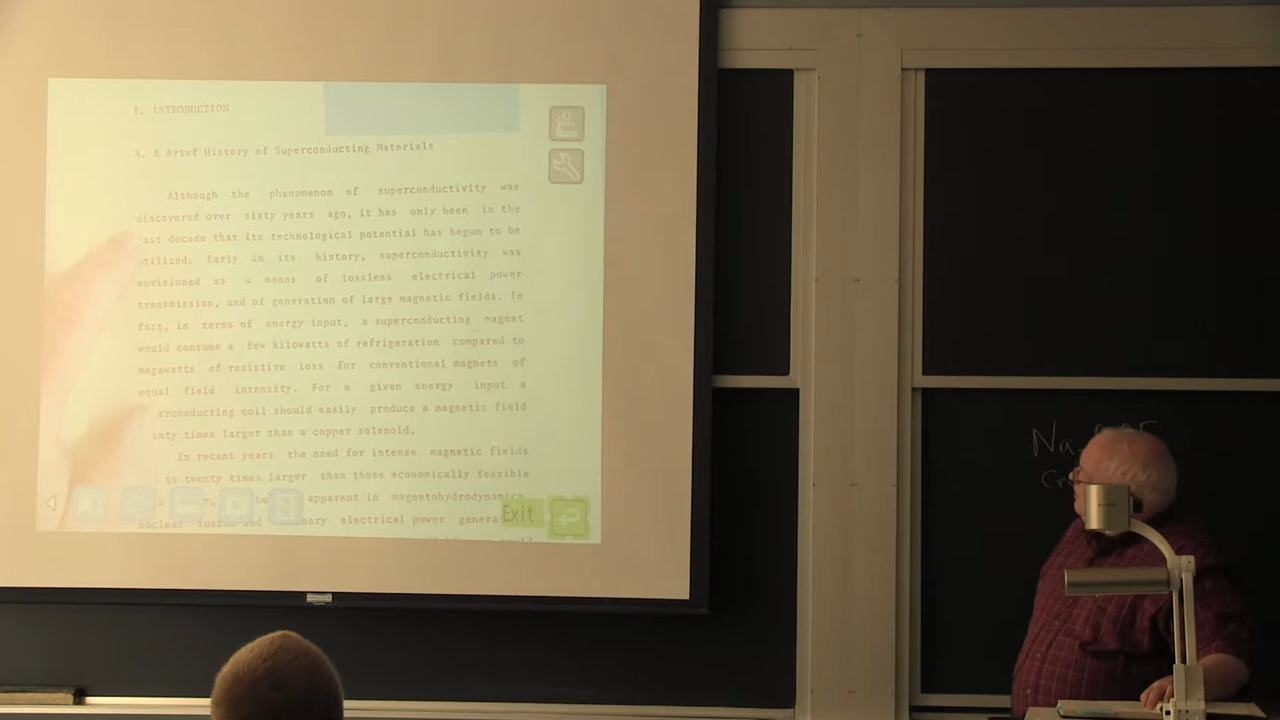 I. INTRODUCTION
A. A Brief History of Superconducting Materials
Although the phenomenon of superconductivity was
discovered over sixty years ago, it has only been in the
past decade that its technological potential has begun to be
utilized. Early in its history, superconductivity was
envisioned as a means of lossless electrical power
transmission, and of generation of large magnetic fields. In
fact, in terms of energy input, a superconducting magnet
would consume a few kilowatts of refrigeration compared to
megawatts of resistive loss for conventional magnets of
equal field intensity. For a given energy input a
erconducting coil should easily produce a magnetic field
enty times larger than a copper solenoid.
In recent years the need for intense magnetic fields
to twenty times larger than those economically feasible
apparent in magnetohydrodynamics,
nuclear fusion and electrical power
Exit
Na